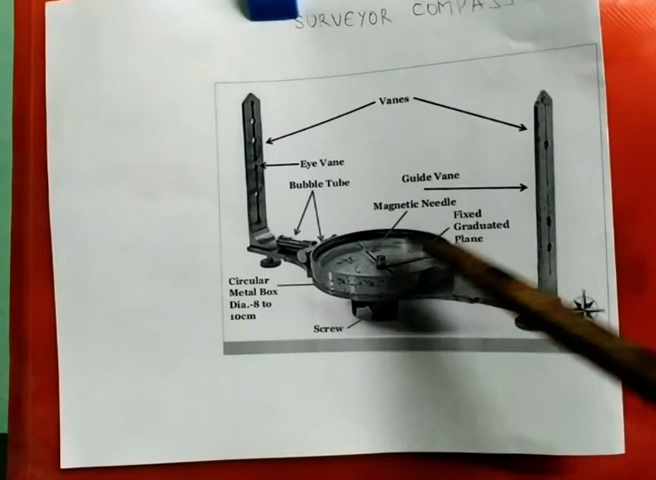 SURVEYOR COMPASS
Vanes
Eye Vane
Bubble Tube
Guide Vane
Magnetic Needle
Fixed
Graduated
Plane
Circular
Metal Box
Dia.-8 to
10cm
Screw